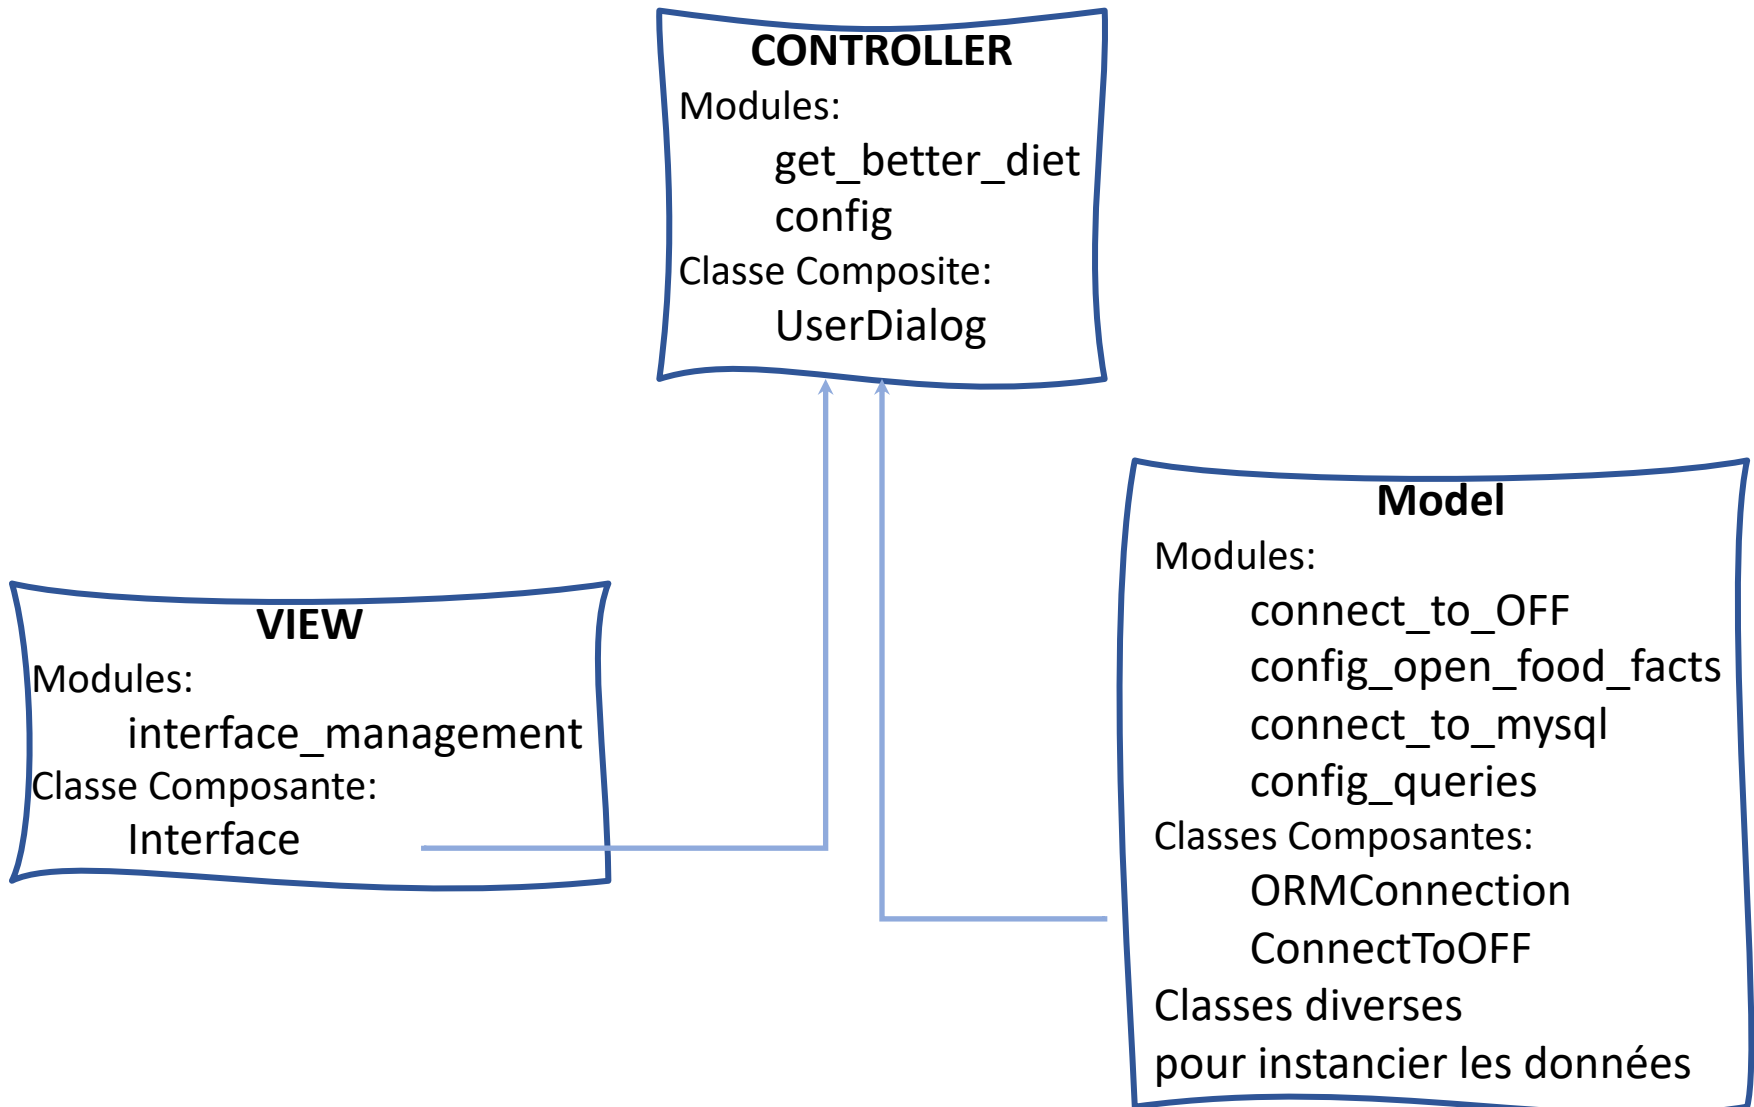 CONTROLLER
Modules:
get_better_diet
config
Classe Composite:
UserDialog
VIEW
Modules:
interface_management
Classe Composante:
Interface
Model
Modules:
connect_to_OFF
config_open_food_facts
connect_to_mysql
config_queries
Classes Composantes:
ORMConnection
ConnectToOFF
Classes diverses
pour instancier les données